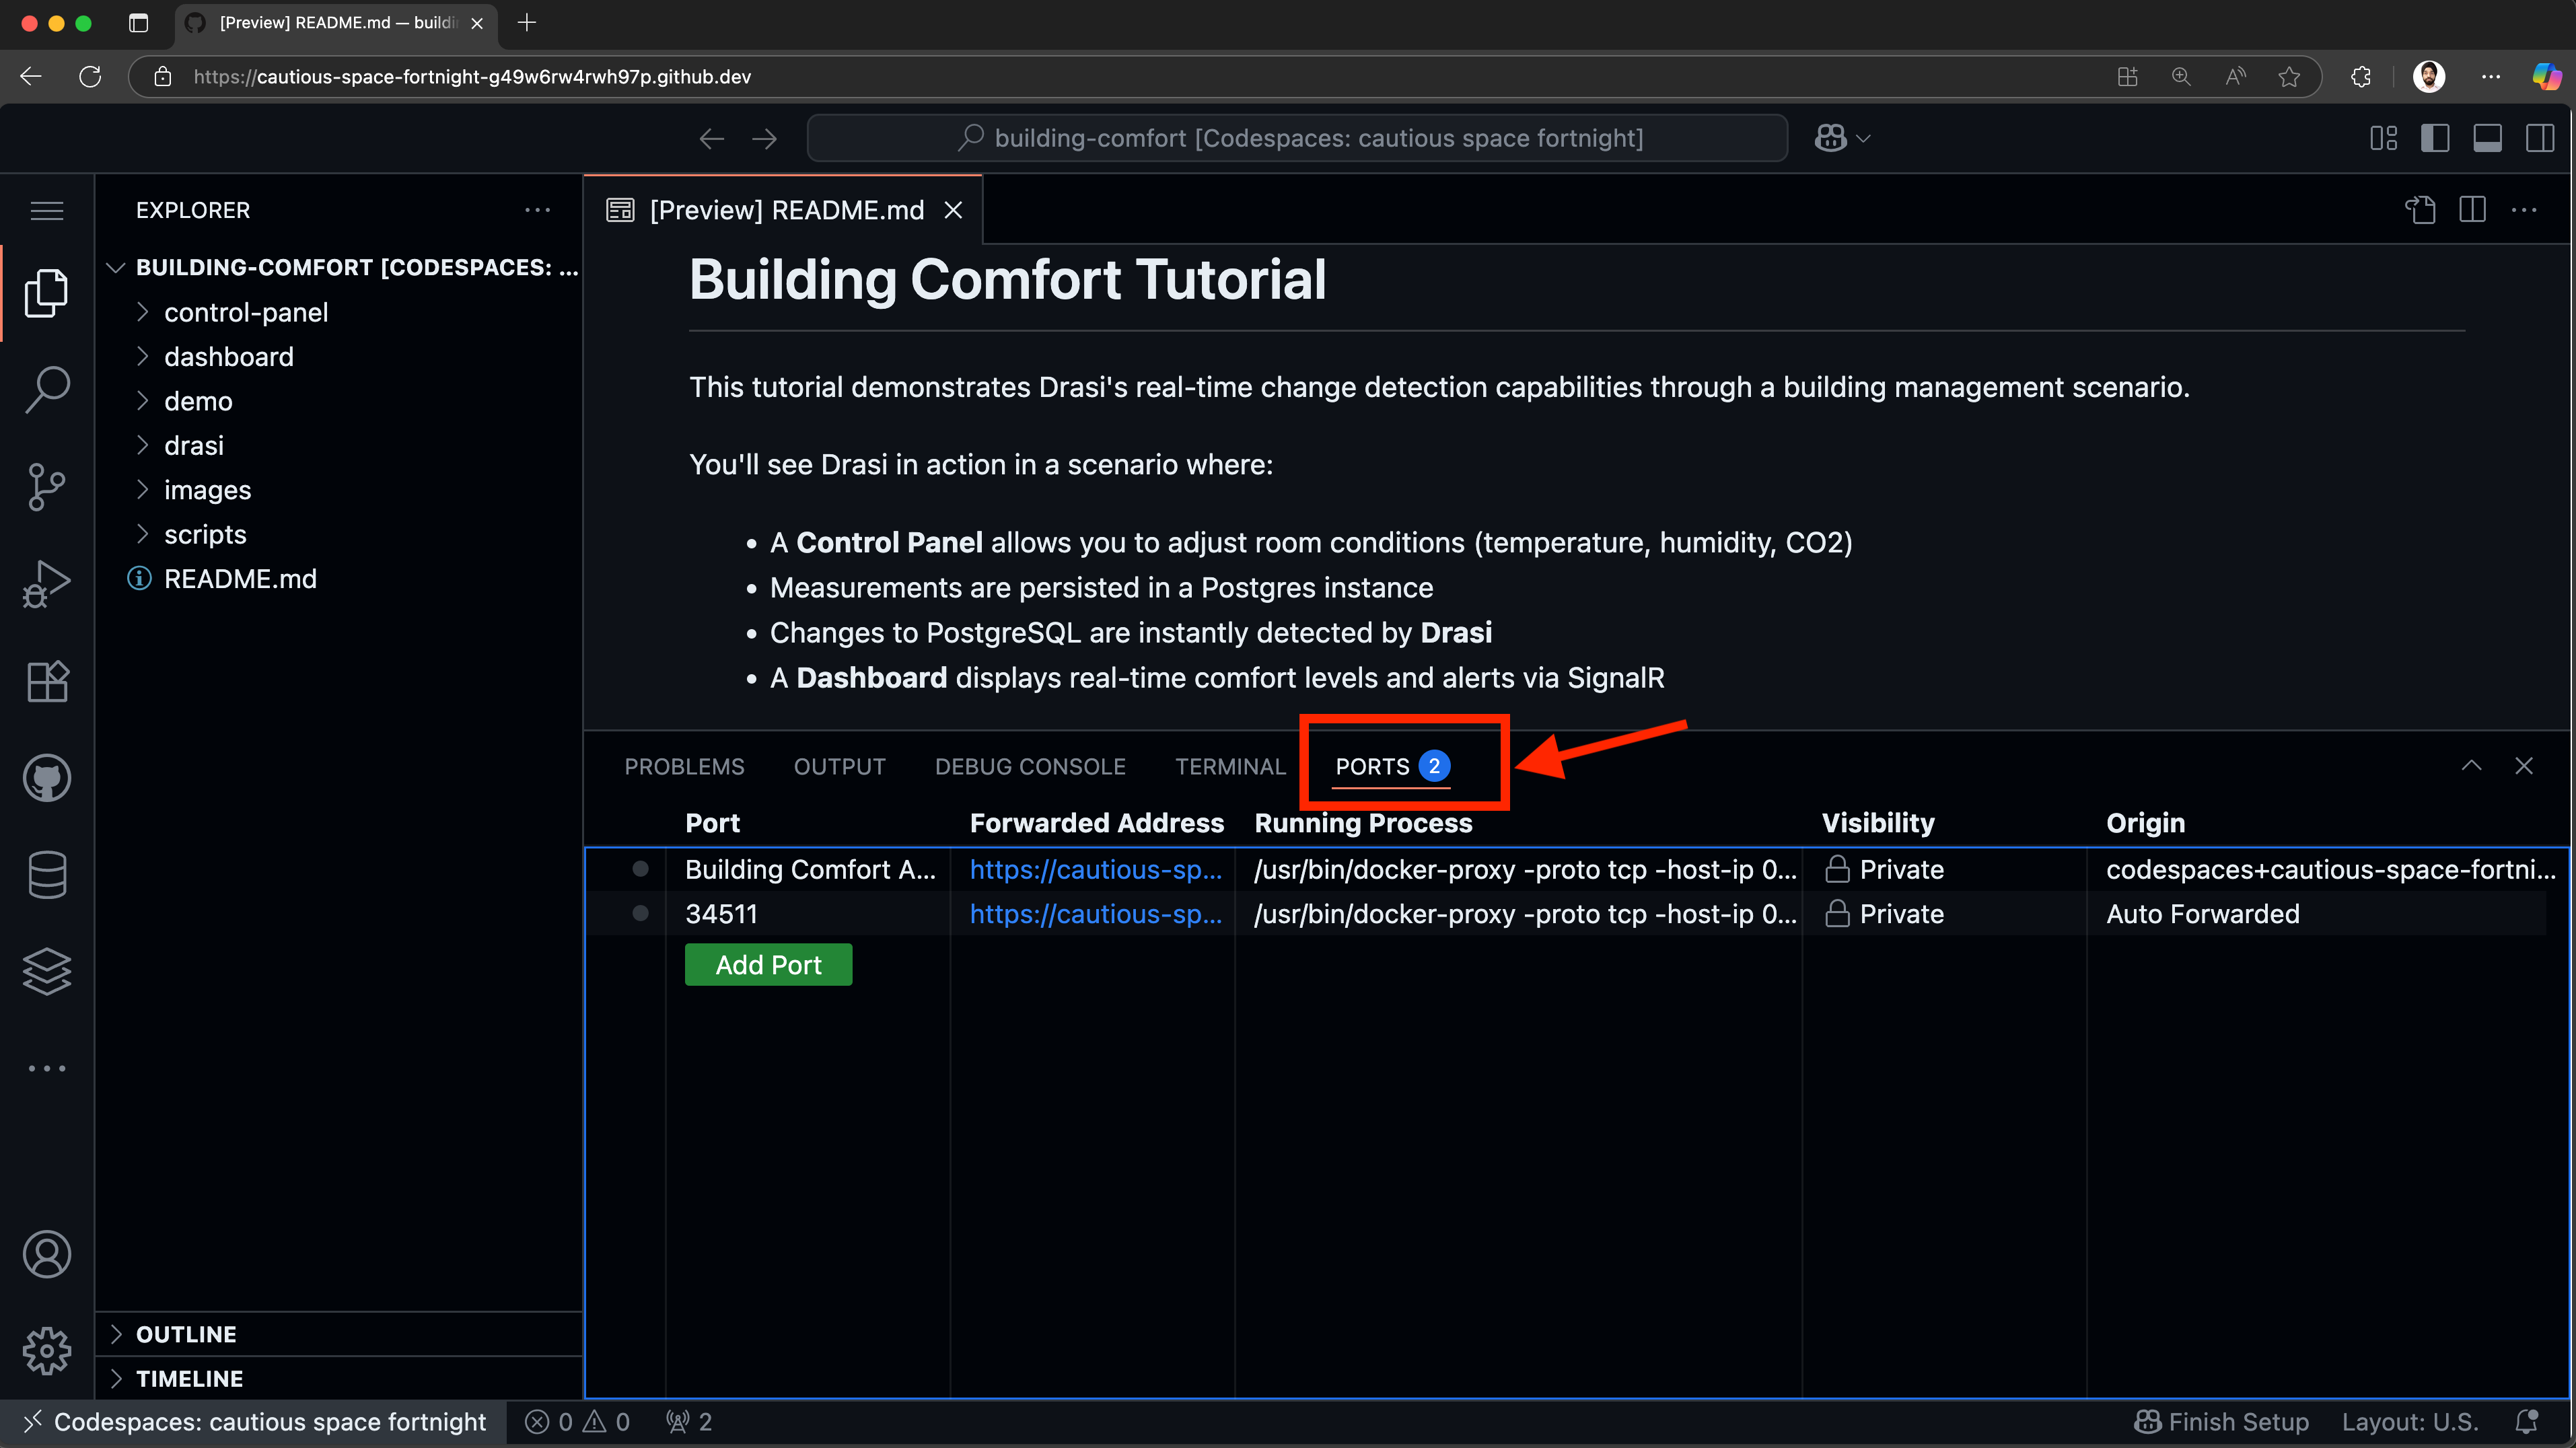 [Preview] README.md — buildi
https://cautious-space-fortnight-g49w6rw4rwh97p.github.dev
building-comfort [Codespaces: cautious space fortnight]
EXPLORER
BUILDING-COMFORT [CODESPACES: ...
control-panel
dashboard
demo
drasi
images
scripts
README.md
OUTLINE
TIMELINE
[Preview] README.md
Building Comfort Tutorial
This tutorial demonstrates Drasi's real-time change detection capabilities through a building management scenario.
You'll see Drasi in action in a scenario where:
• A Control Panel allows you to adjust room conditions (temperature, humidity, CO2)
• Measurements are persisted in a Postgres instance
• Changes to PostgreSQL are instantly detected by Drasi
• A Dashboard displays real-time comfort levels and alerts via SignalR
PROBLEMS OUTPUT DEBUG CONSOLE TERMINAL PORTS 2
Port Forwarded Address Running Process Visibility Origin
Building Comfort A... https://cautious-sp... /usr/bin/docker-proxy -proto tcp -host-ip 0... Private codespaces+cautious-space-fortni...
34511 https://cautious-sp... /usr/bin/docker-proxy -proto tcp -host-ip 0... Private Auto Forwarded
Add Port
Codespaces: cautious space fortnight 0 0 2 Finish Setup Layout: U.S.